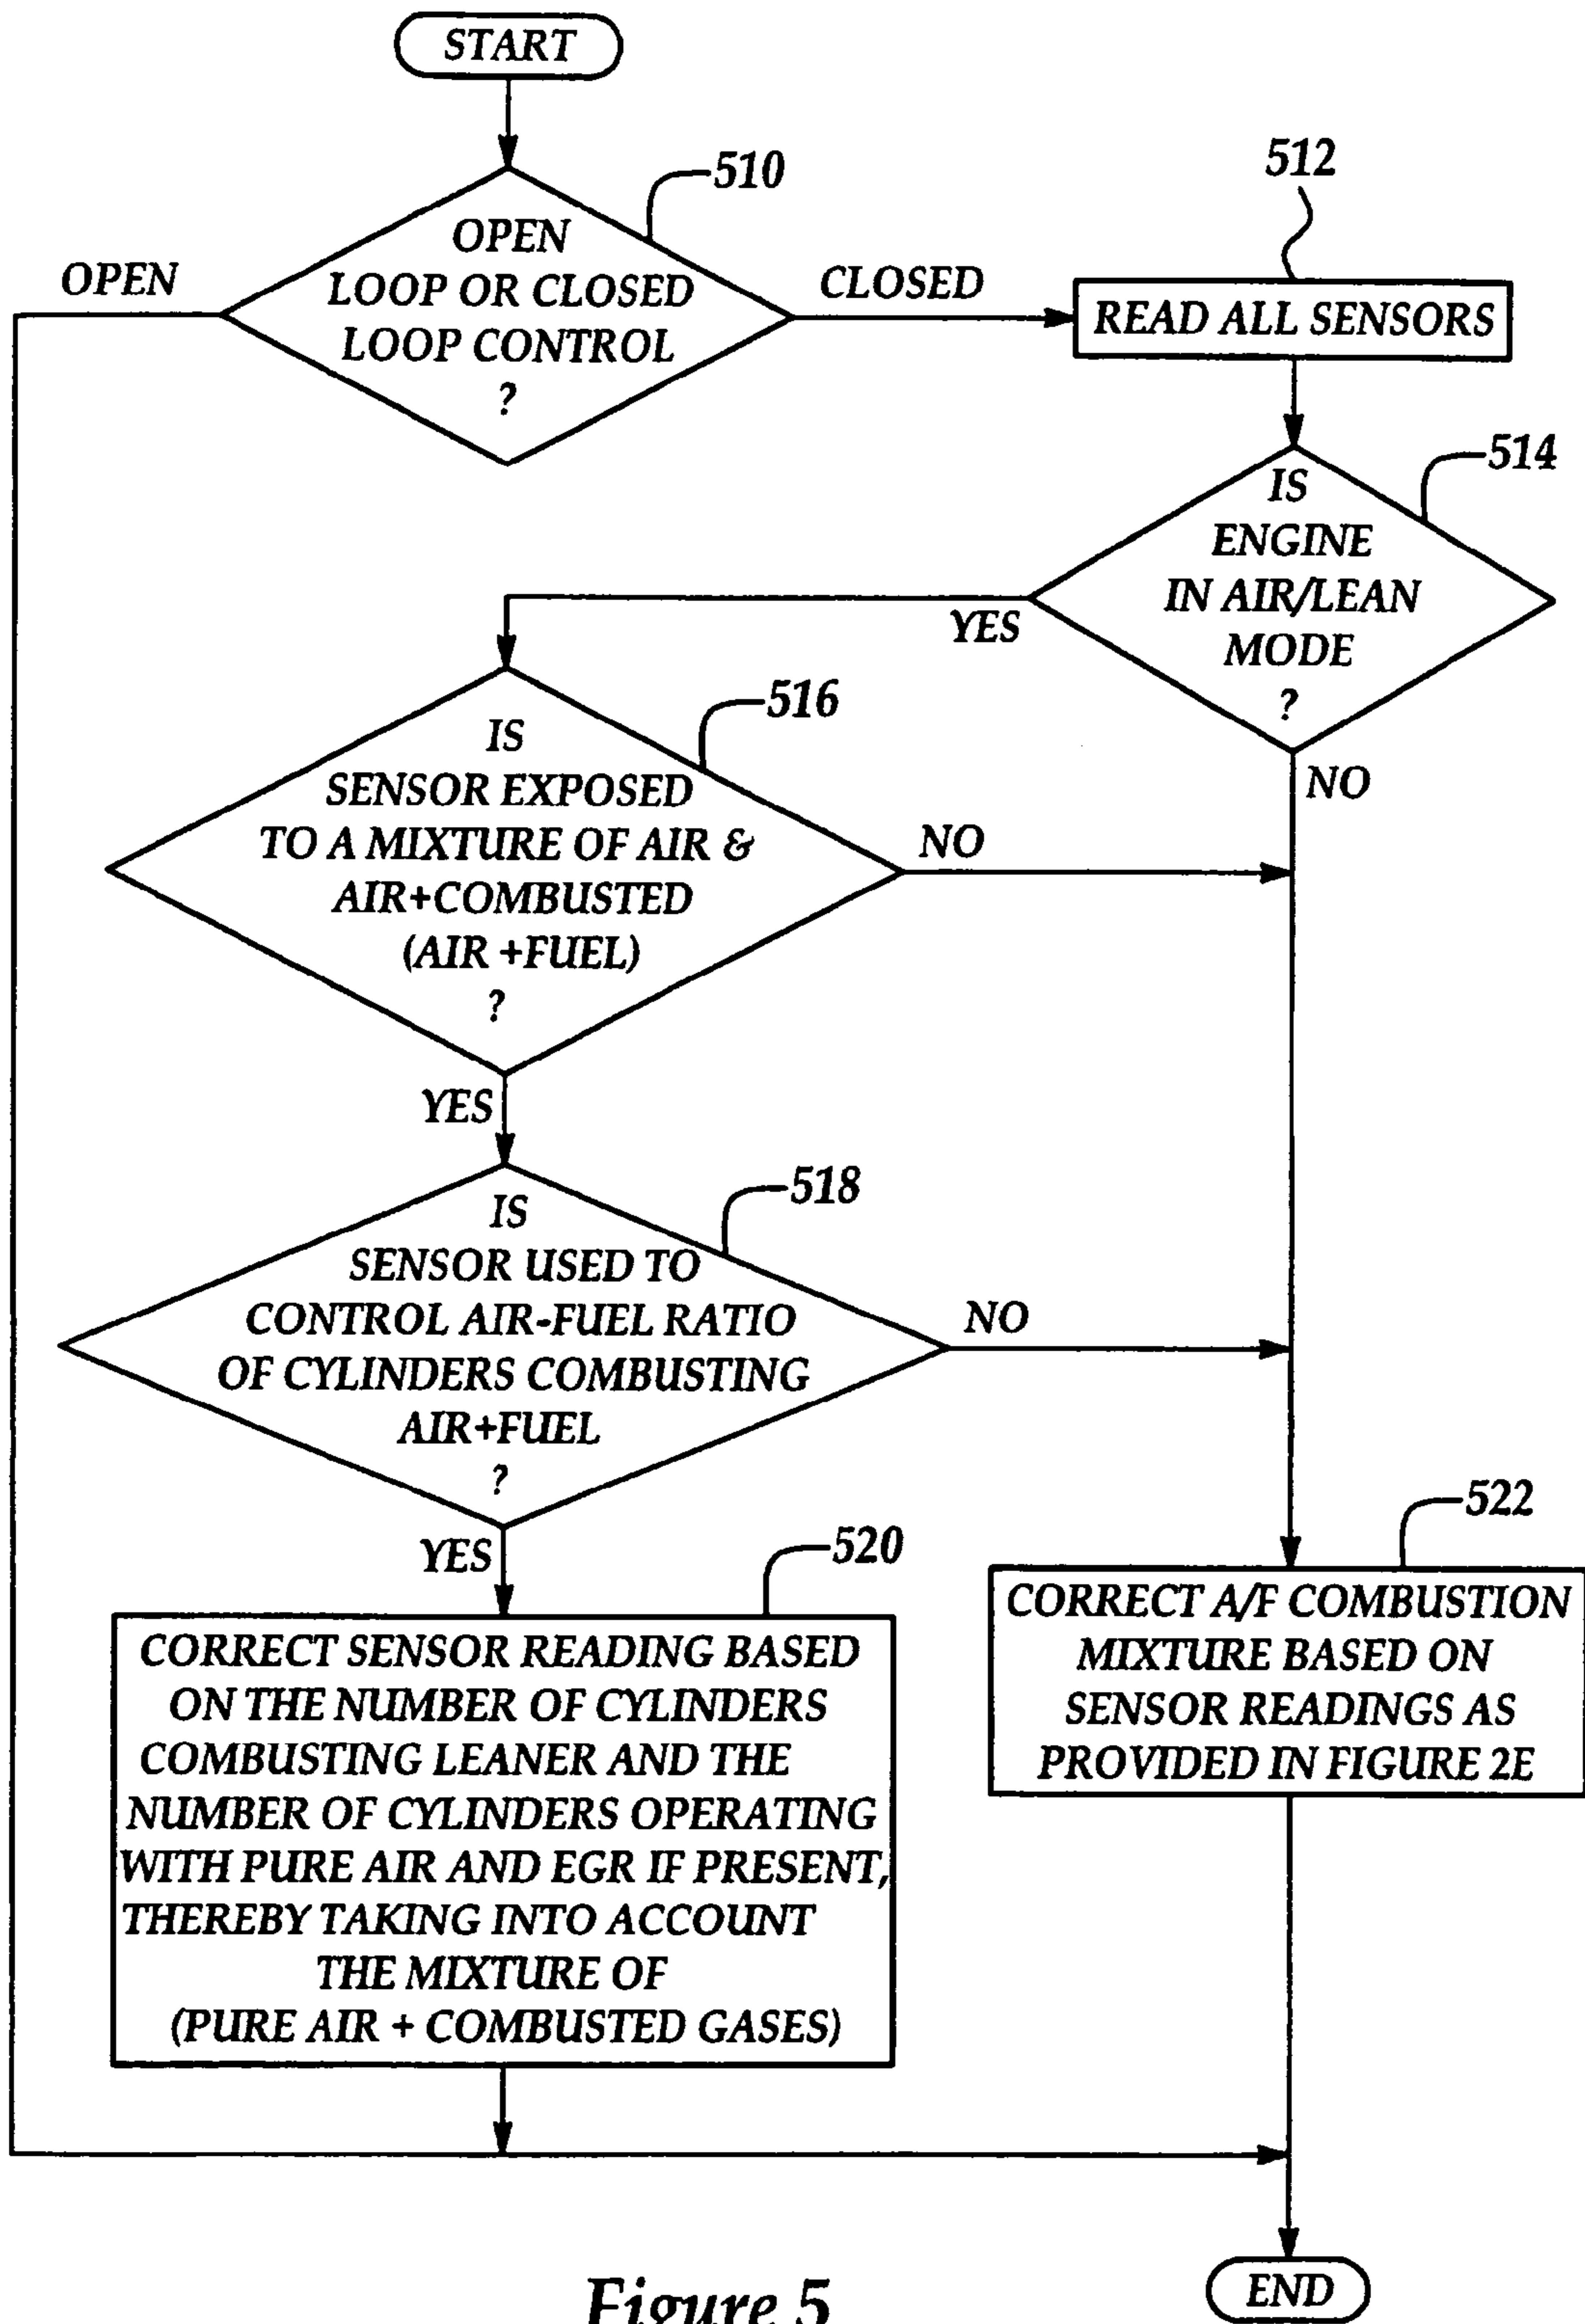 START
510
OPEN
LOOP OR CLOSED
LOOP CONTROL
?
OPEN
CLOSED
512
READ ALL SENSORS
514
IS
ENGINE
IN AIR/LEAN
MODE
?
YES
NO
516
IS
SENSOR EXPOSED
TO A MIXTURE OF AIR &
AIR+COMBUSTED
(AIR +FUEL)
?
NO
YES
518
IS
SENSOR USED TO
CONTROL AIR-FUEL RATIO
OF CYLINDERS COMBUSTING
AIR+FUEL
?
NO
YES
520
CORRECT SENSOR READING BASED
ON THE NUMBER OF CYLINDERS
COMBUSTING LEANER AND THE
NUMBER OF CYLINDERS OPERATING
WITH PURE AIR AND EGR IF PRESENT,
THEREBY TAKING INTO ACCOUNT
THE MIXTURE OF
(PURE AIR + COMBUSTED GASES)
522
CORRECT A/F COMBUSTION
MIXTURE BASED ON
SENSOR READINGS AS
PROVIDED IN FIGURE 2E
END
Figure 5